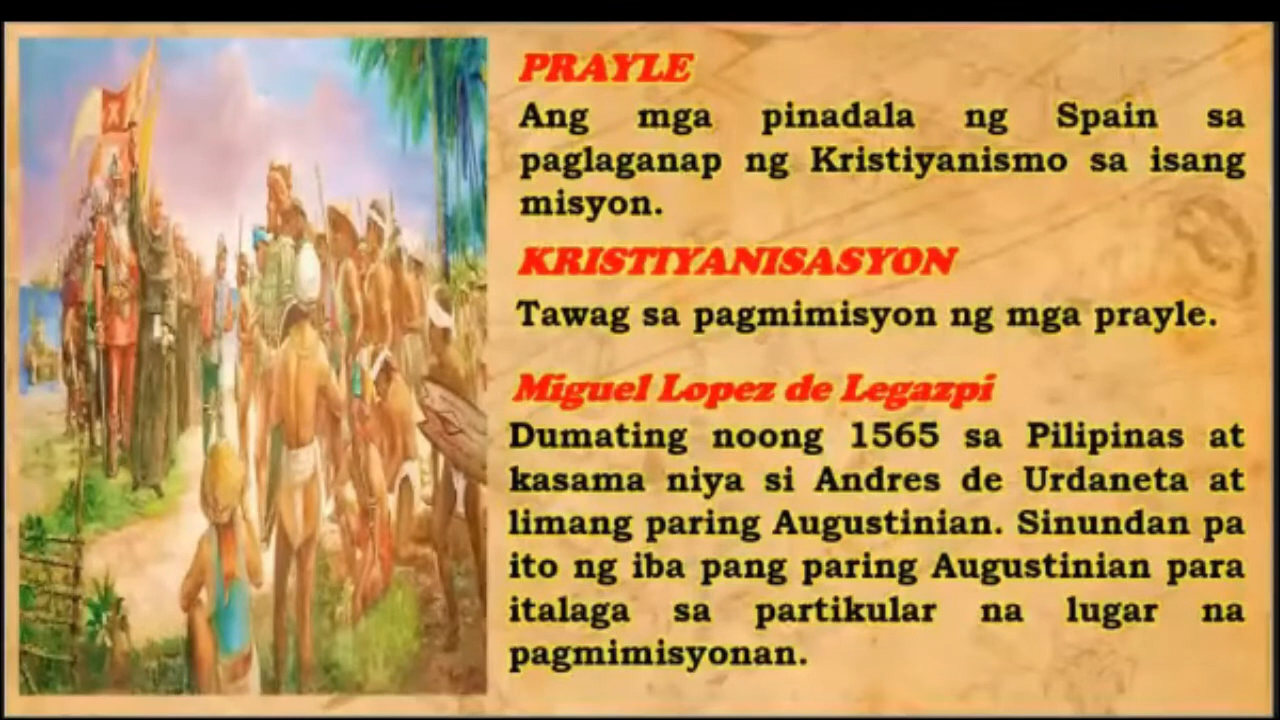 PRAYLE
Ang mga pinadala ng Spain sa
paglaganap ng Kristiyanismo sa isang
misyon.
KRISTIYANISASYON
Tawag sa pagmimisyon ng mga prayle.
Miguel Lopez de Legazpi
Dumating noong 1565 sa Pilipinas at
kasama niya si Andres de Urdaneta at
limang paring Augustinian. Sinundan pa
ito ng iba pang paring Augustinian para
italaga sa partikular na lugar na
pagmimisyonan.